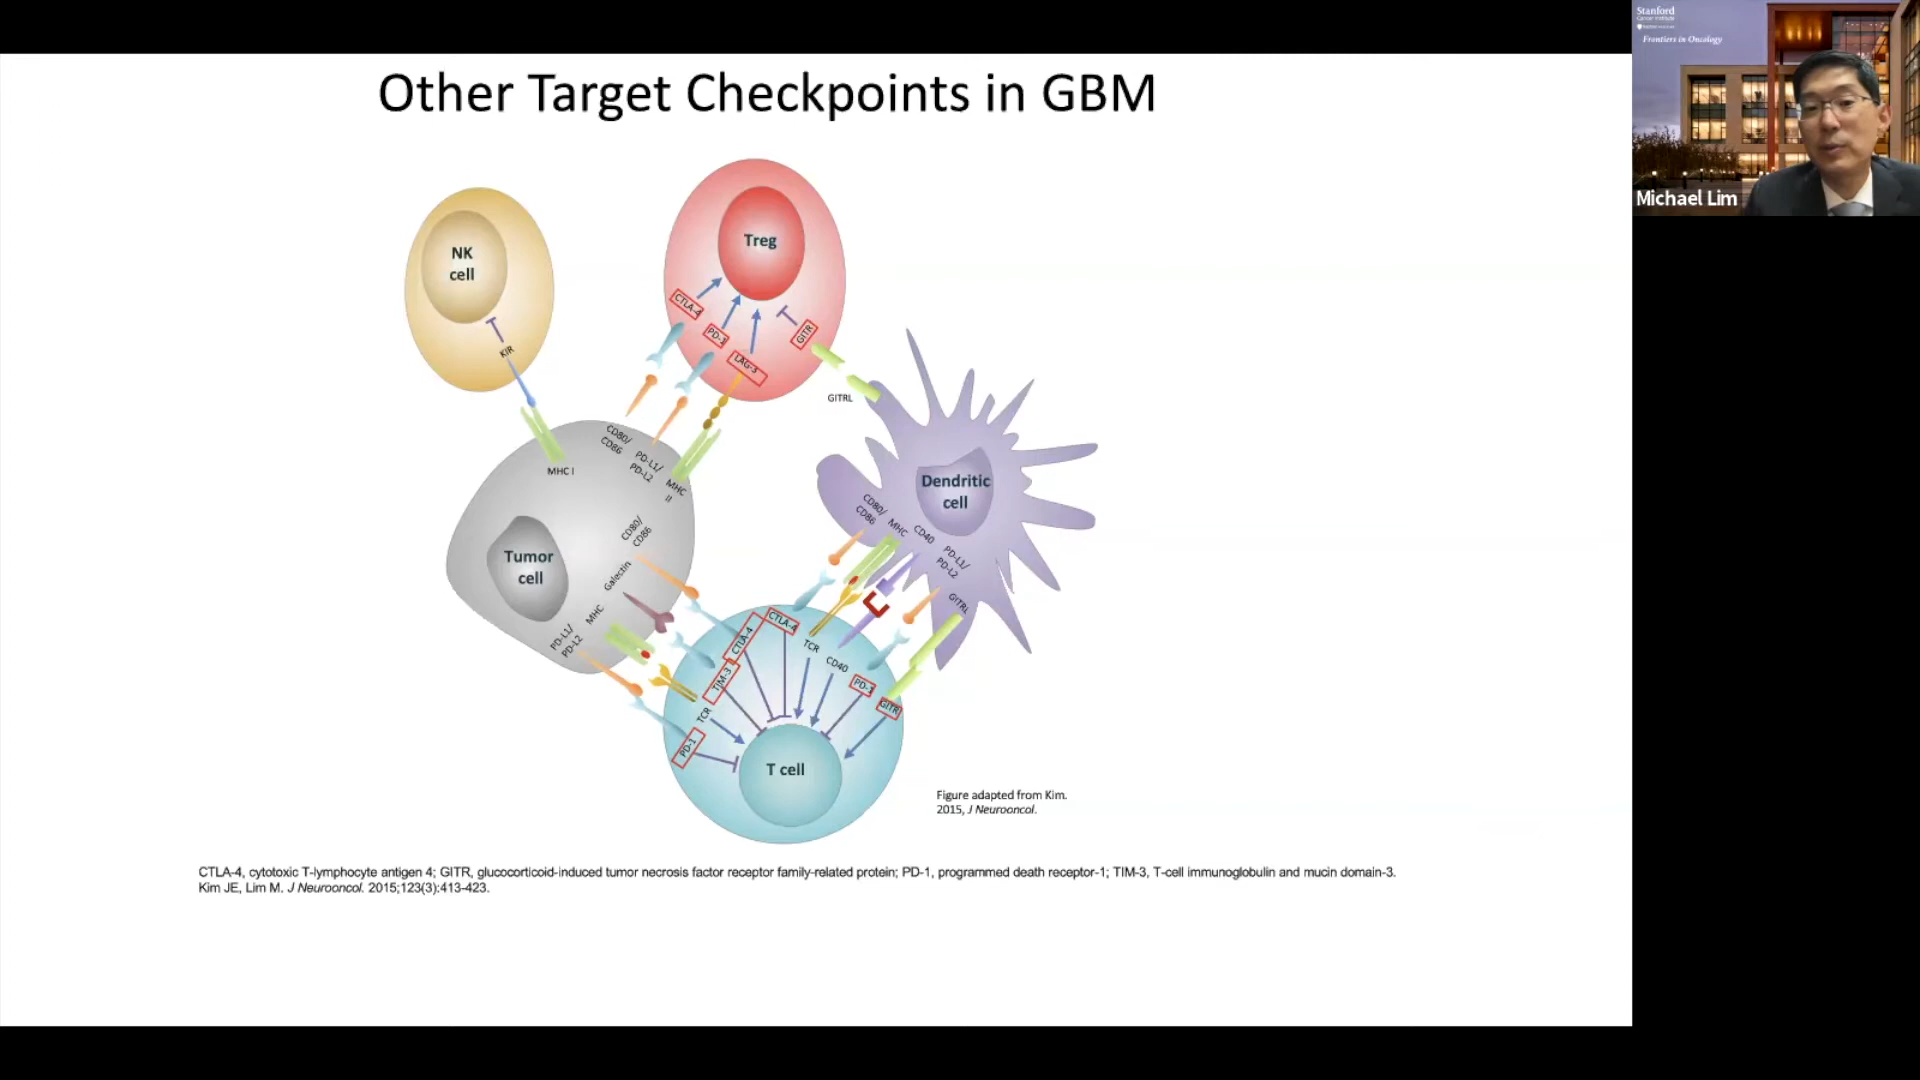 Other Target Checkpoints in GBM
Stanford
Cancer Institute
Frontiers in Oncology
Michael Lim
NK
cell
KIR
Treg
CTLA-4
PD-1
LAG-3
GITR
GITRL
MHC I
CD80/
CD86
PD-L1/
PD-L2
MHC
II
CD80/
CD86
Galectin
MHC
PD-L1/
PD-L2
Tumor
cell
Dendritic
cell
CD80/
CD86
MHC
CD40
PD-L1/
PD-L2
GITRL
CTLA-4
CTLA-4
TIM-3
TCR
PD-1
TCR
CD40
PD-1
GITR
T cell
Figure adapted from Kim.
2015, J Neurooncol.
CTLA-4, cytotoxic T-lymphocyte antigen 4; GITR, glucocorticoid-induced tumor necrosis factor receptor family-related protein; PD-1, programmed death receptor-1; TIM-3, T-cell immunoglobulin and mucin domain-3.
Kim JE, Lim M. J Neurooncol. 2015;123(3):413-423.